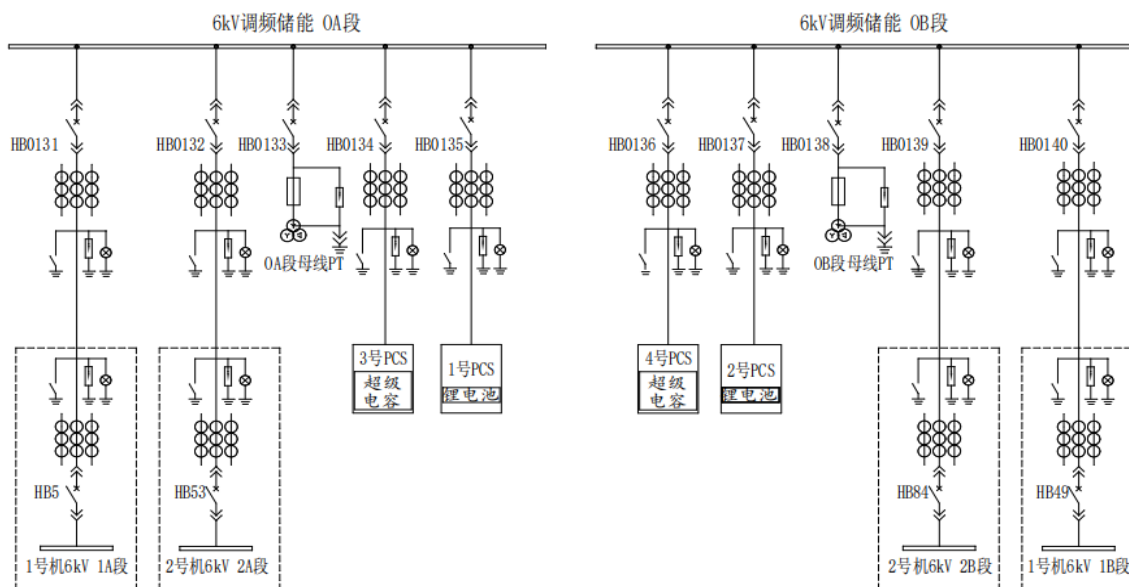 6kV调频储能 OA段
6kV调频储能 OB段
HB0131
HB0132
HB0133
HB0134
HB0135
HB0136
HB0137
HB0138
HB0139
HB0140
OA段母线PT
OB段母线PT
3号PCS
超级
电容
1号PCS
锂电池
4号PCS
超级
电容
2号PCS
锂电池
HB5
HB53
HB84
HB49
1号机6kV 1A段
2号机6kV 2A段
2号机6kV 2B段
1号机6kV 1B段